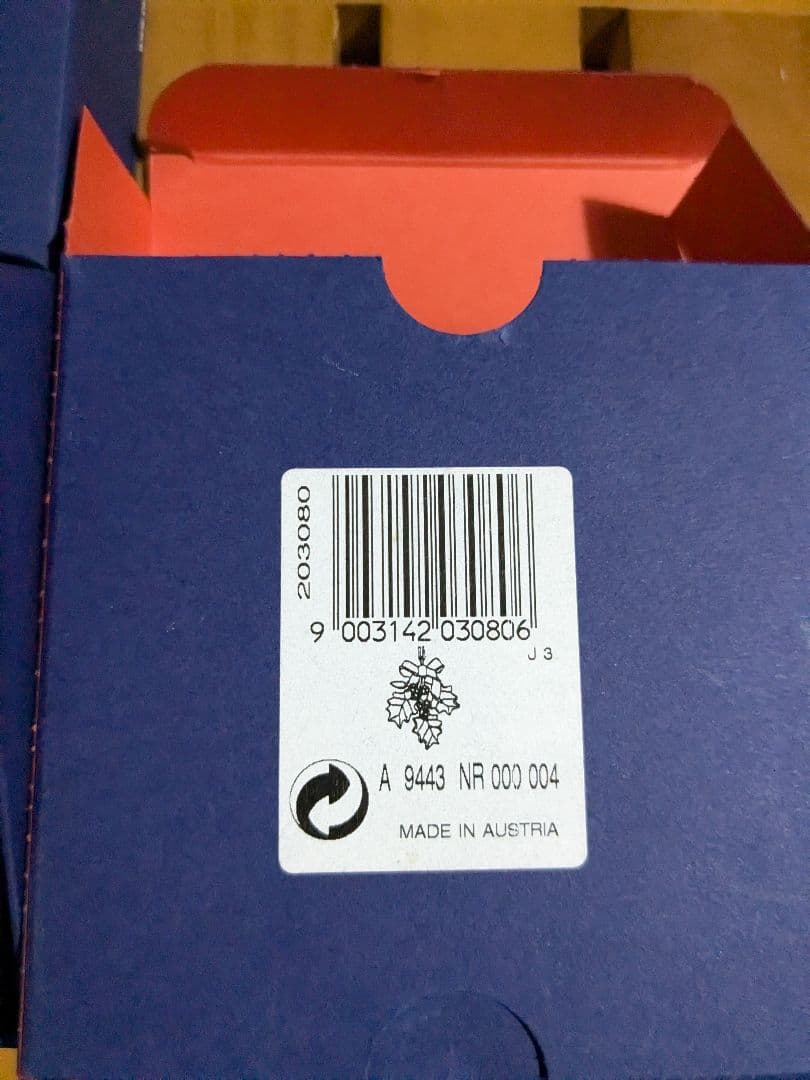 203080
9 003142 030806
J 3
A 9443 NR 000 004
MADE IN AUSTRIA